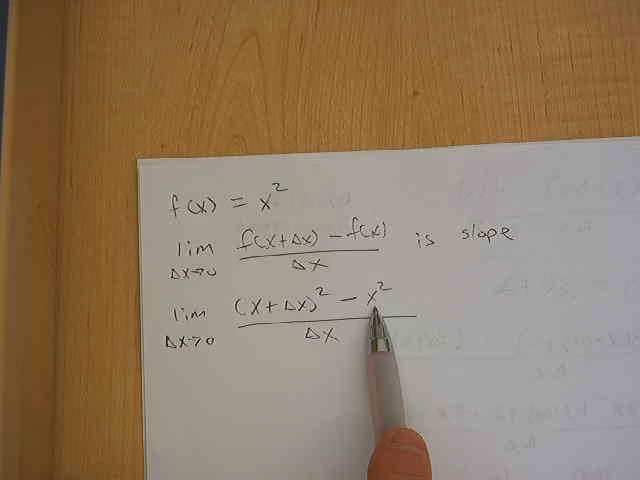 f(x) = x²
lim Δx→0 f(x+Δx) - f(x) / Δx is slope
lim Δx→0 (x+Δx)² - x² / Δx